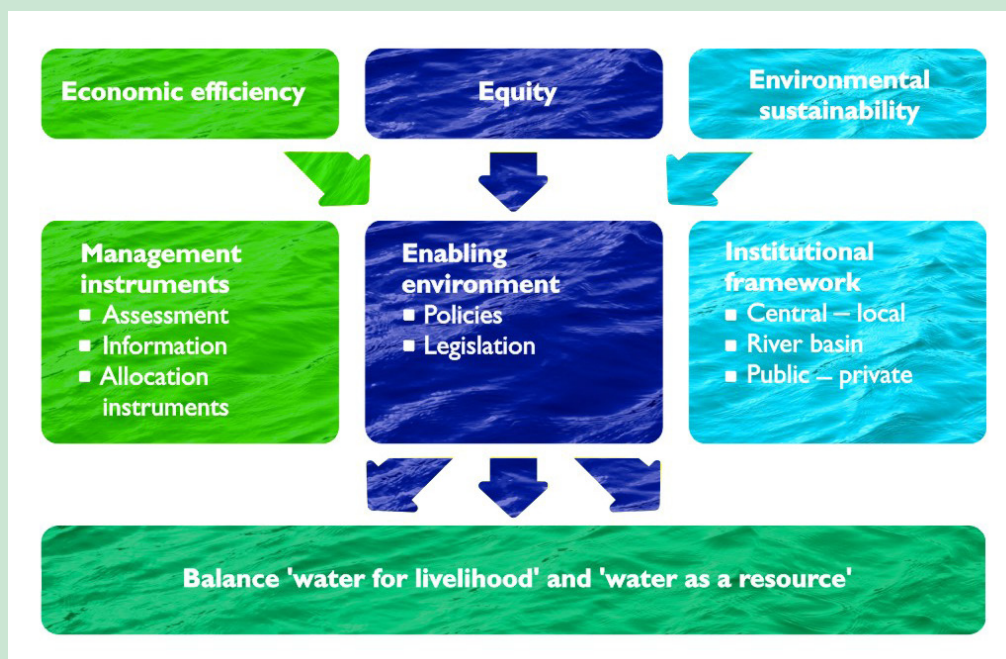 Economic efficiency
Equity
Environmental
sustainability
Management
instruments
■ Assessment
■ Information
■ Allocation
instruments
Enabling
environment
■ Policies
■ Legislation
Institutional
framework
■ Central – local
■ River basin
■ Public – private
Balance 'water for livelihood' and 'water as a resource'